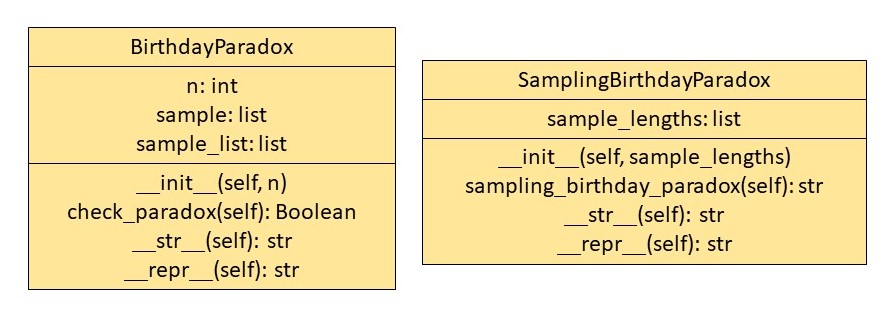 BirthdayParadox
n: int
sample: list
sample_list: list
__init__(self, n)
check_paradox(self): Boolean
__str__(self): str
__repr__(self): str
SamplingBirthdayParadox
sample_lengths: list
__init__(self, sample_lengths)
sampling_birthday_paradox(self): str
__str__(self): str
__repr__(self): str